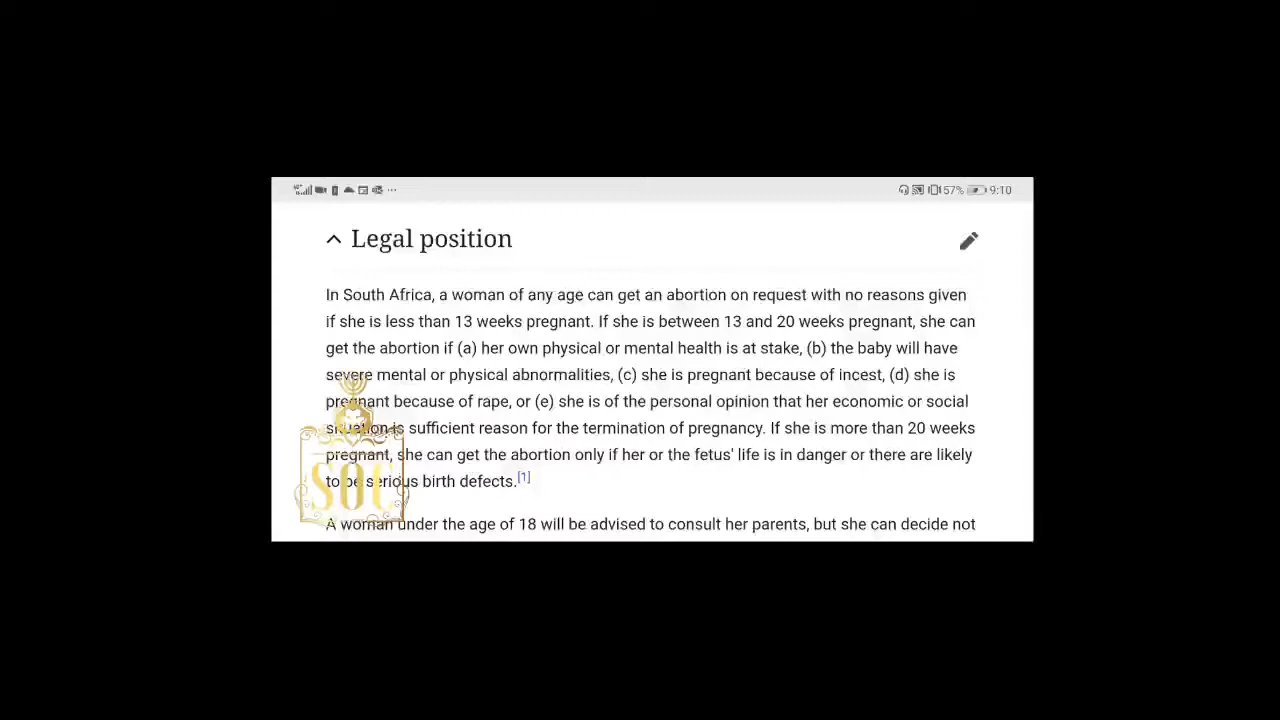 57% 9:10
Legal position
In South Africa, a woman of any age can get an abortion on request with no reasons given
if she is less than 13 weeks pregnant. If she is between 13 and 20 weeks pregnant, she can
get the abortion if (a) her own physical or mental health is at stake, (b) the baby will have
severe mental or physical abnormalities, (c) she is pregnant because of incest, (d) she is
pregnant because of rape, or (e) she is of the personal opinion that her economic or social
situation is sufficient reason for the termination of pregnancy. If she is more than 20 weeks
pregnant, she can get the abortion only if her or the fetus' life is in danger or there are likely
to be serious birth defects.[1]
SOC
A woman under the age of 18 will be advised to consult her parents, but she can decide not